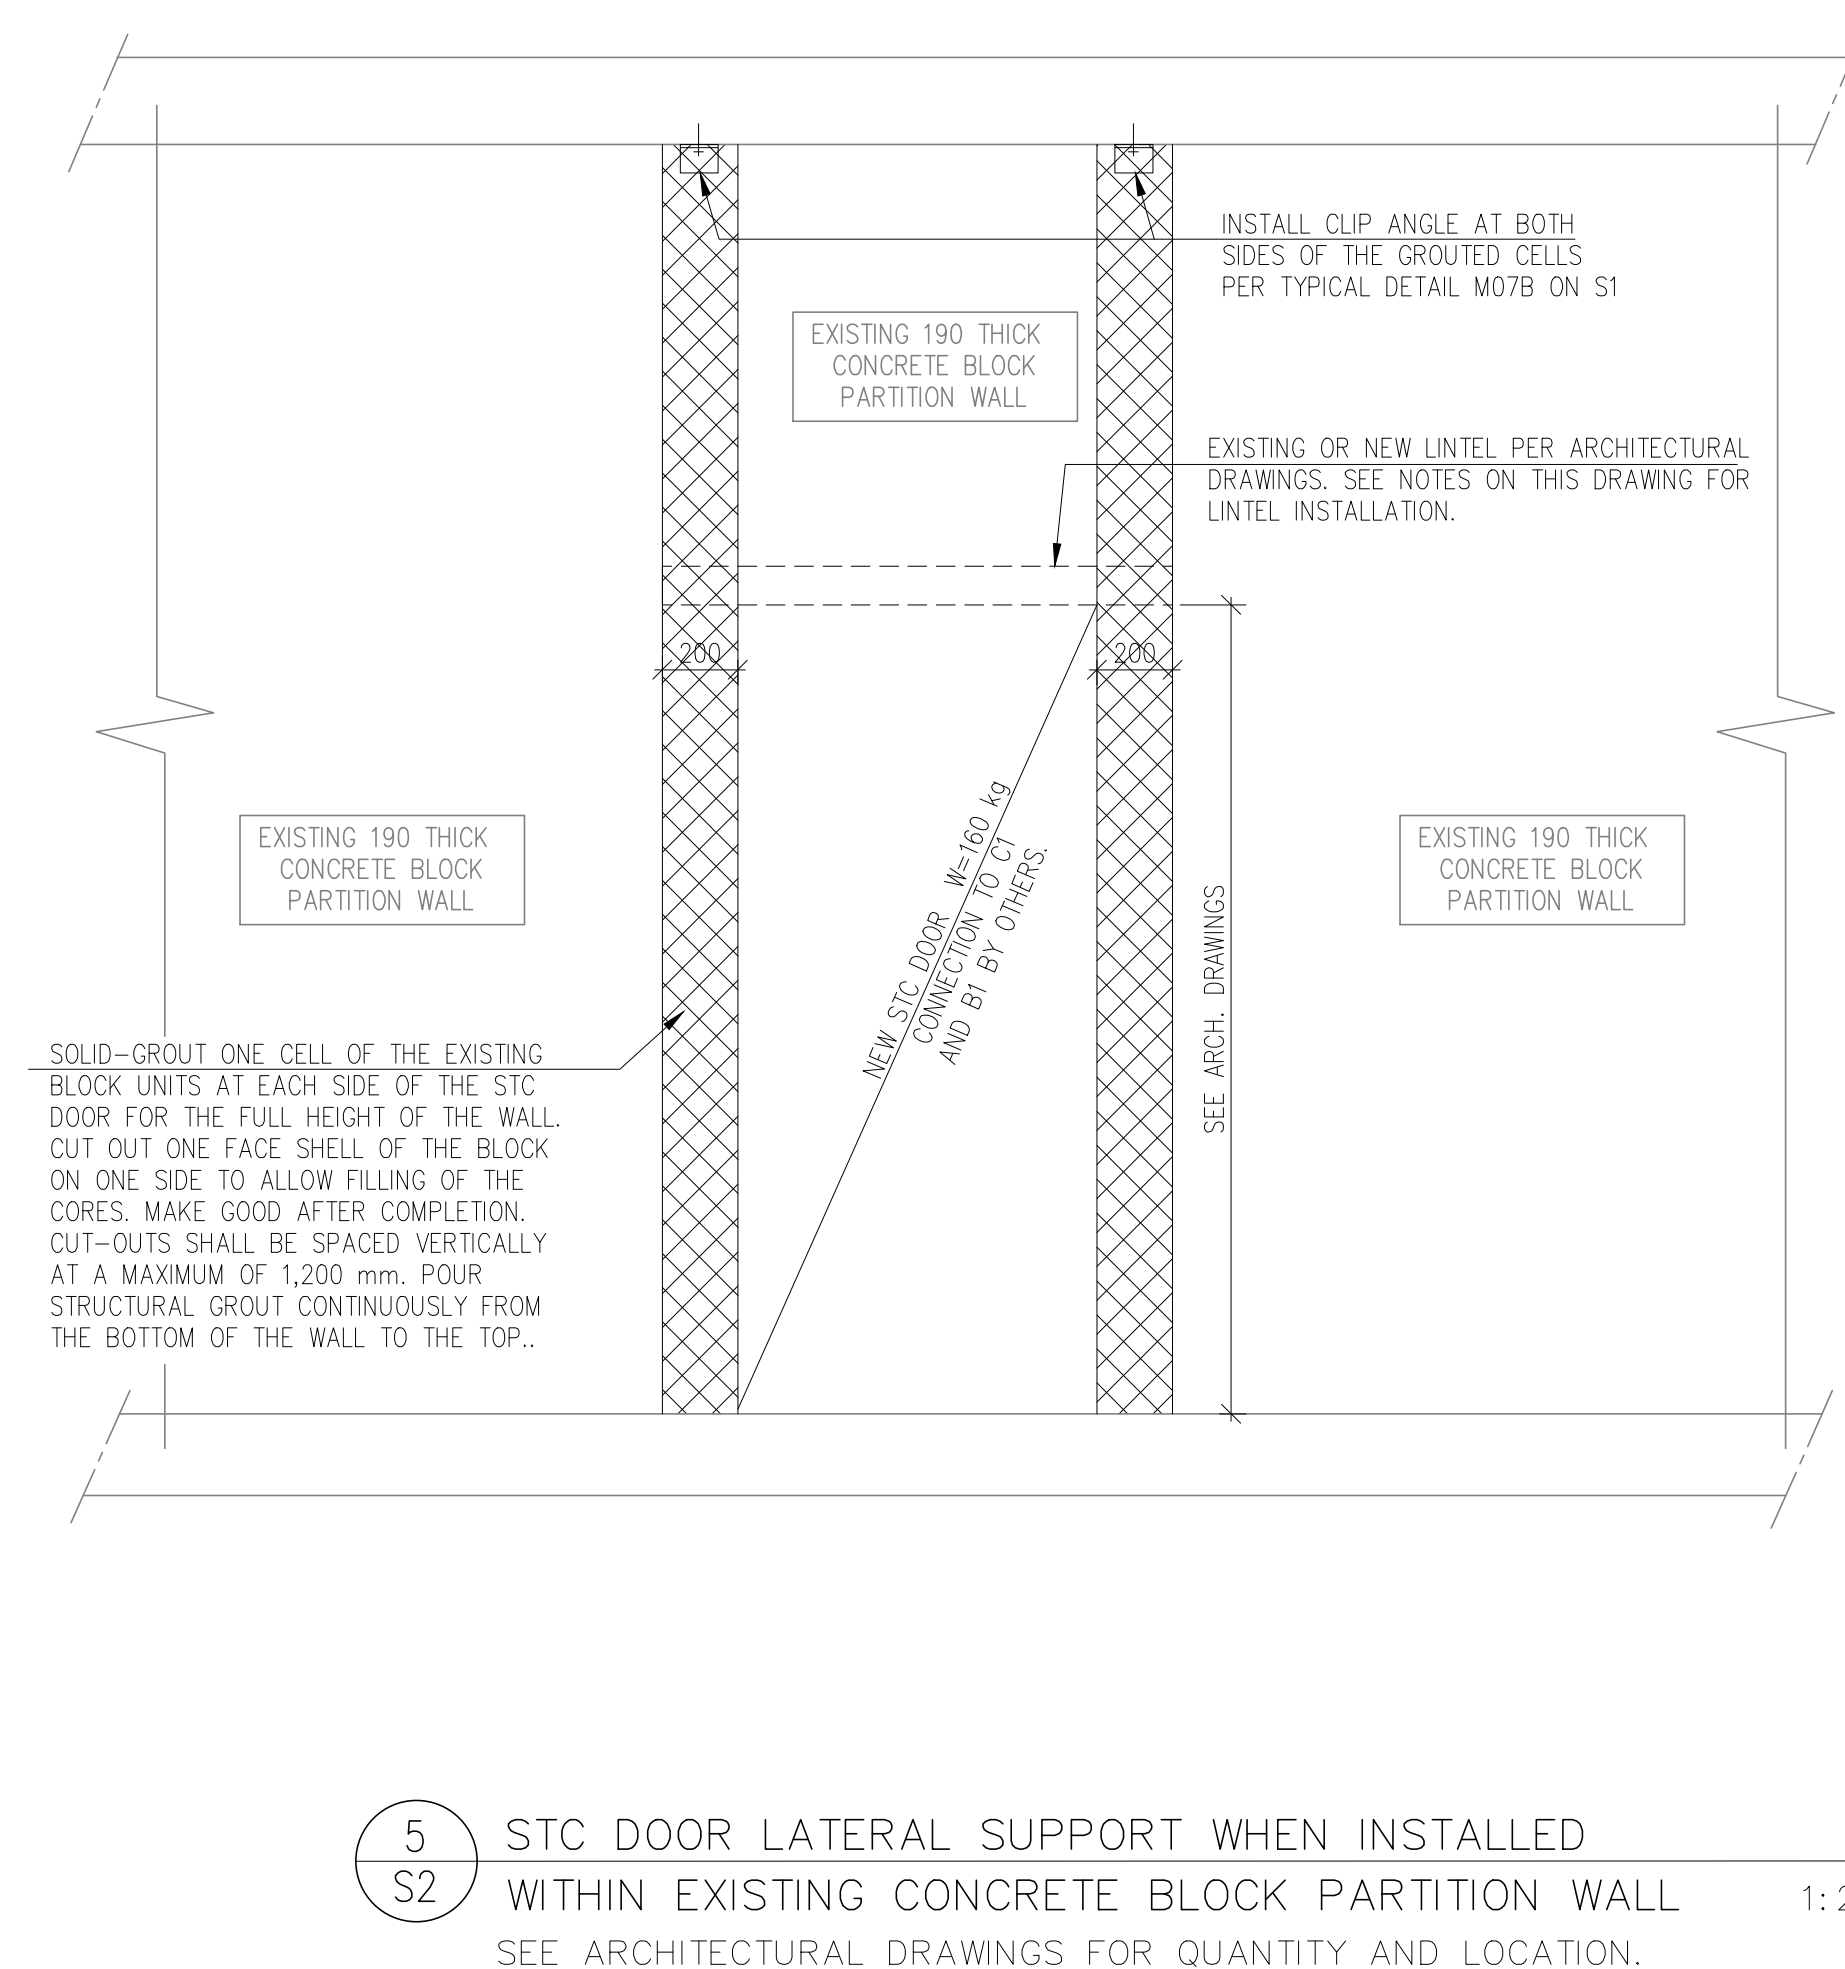 INSTALL CLIP ANGLE AT BOTH
SIDES OF THE GROUTED CELLS
PER TYPICAL DETAIL M07B ON S1
EXISTING 190 THICK
CONCRETE BLOCK
PARTITION WALL
EXISTING OR NEW LINTEL PER ARCHITECTURAL
DRAWINGS. SEE NOTES ON THIS DRAWING FOR
LINTEL INSTALLATION.
200
200
EXISTING 190 THICK
CONCRETE BLOCK
PARTITION WALL
NEW STC DOOR W=160 kg
CONNECTION TO C1
AND B1 BY OTHERS.
SEE ARCH. DRAWINGS
EXISTING 190 THICK
CONCRETE BLOCK
PARTITION WALL
SOLID-GROUT ONE CELL OF THE EXISTING
BLOCK UNITS AT EACH SIDE OF THE STC
DOOR FOR THE FULL HEIGHT OF THE WALL.
CUT OUT ONE FACE SHELL OF THE BLOCK
ON ONE SIDE TO ALLOW FILLING OF THE
CORES. MAKE GOOD AFTER COMPLETION.
CUT-OUTS SHALL BE SPACED VERTICALLY
AT A MAXIMUM OF 1,200 mm. POUR
STRUCTURAL GROUT CONTINUOUSLY FROM
THE BOTTOM OF THE WALL TO THE TOP..
5
S2
STC DOOR LATERAL SUPPORT WHEN INSTALLED
WITHIN EXISTING CONCRETE BLOCK PARTITION WALL
SEE ARCHITECTURAL DRAWINGS FOR QUANTITY AND LOCATION.